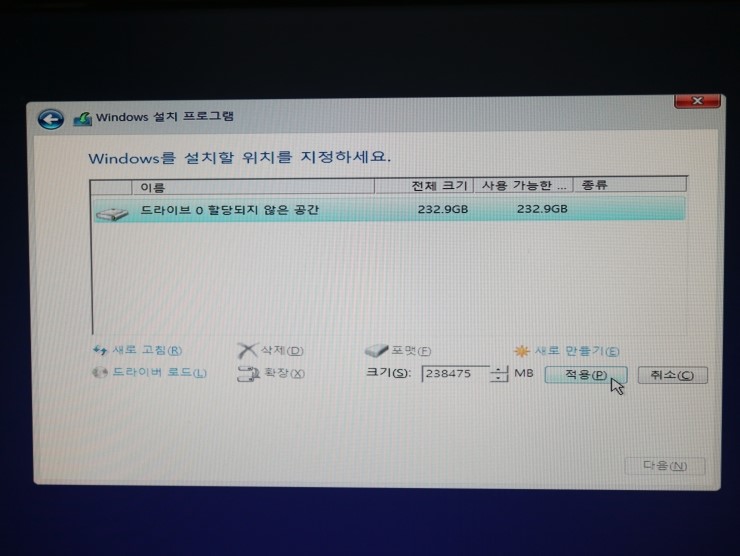 Windows 설치 프로그램
Windows를 설치할 위치를 지정하세요.
이름 전체 크기 사용 가능한 ... 종류
드라이브 0 할당되지 않은 공간 232.9GB 232.9GB
새로 고침(R) 삭제(D) 포맷(F) 새로 만들기(E)
드라이버 로드(L) 확장(X) 크기(S): 238475 MB 적용(P) 취소(C)
다음(N)